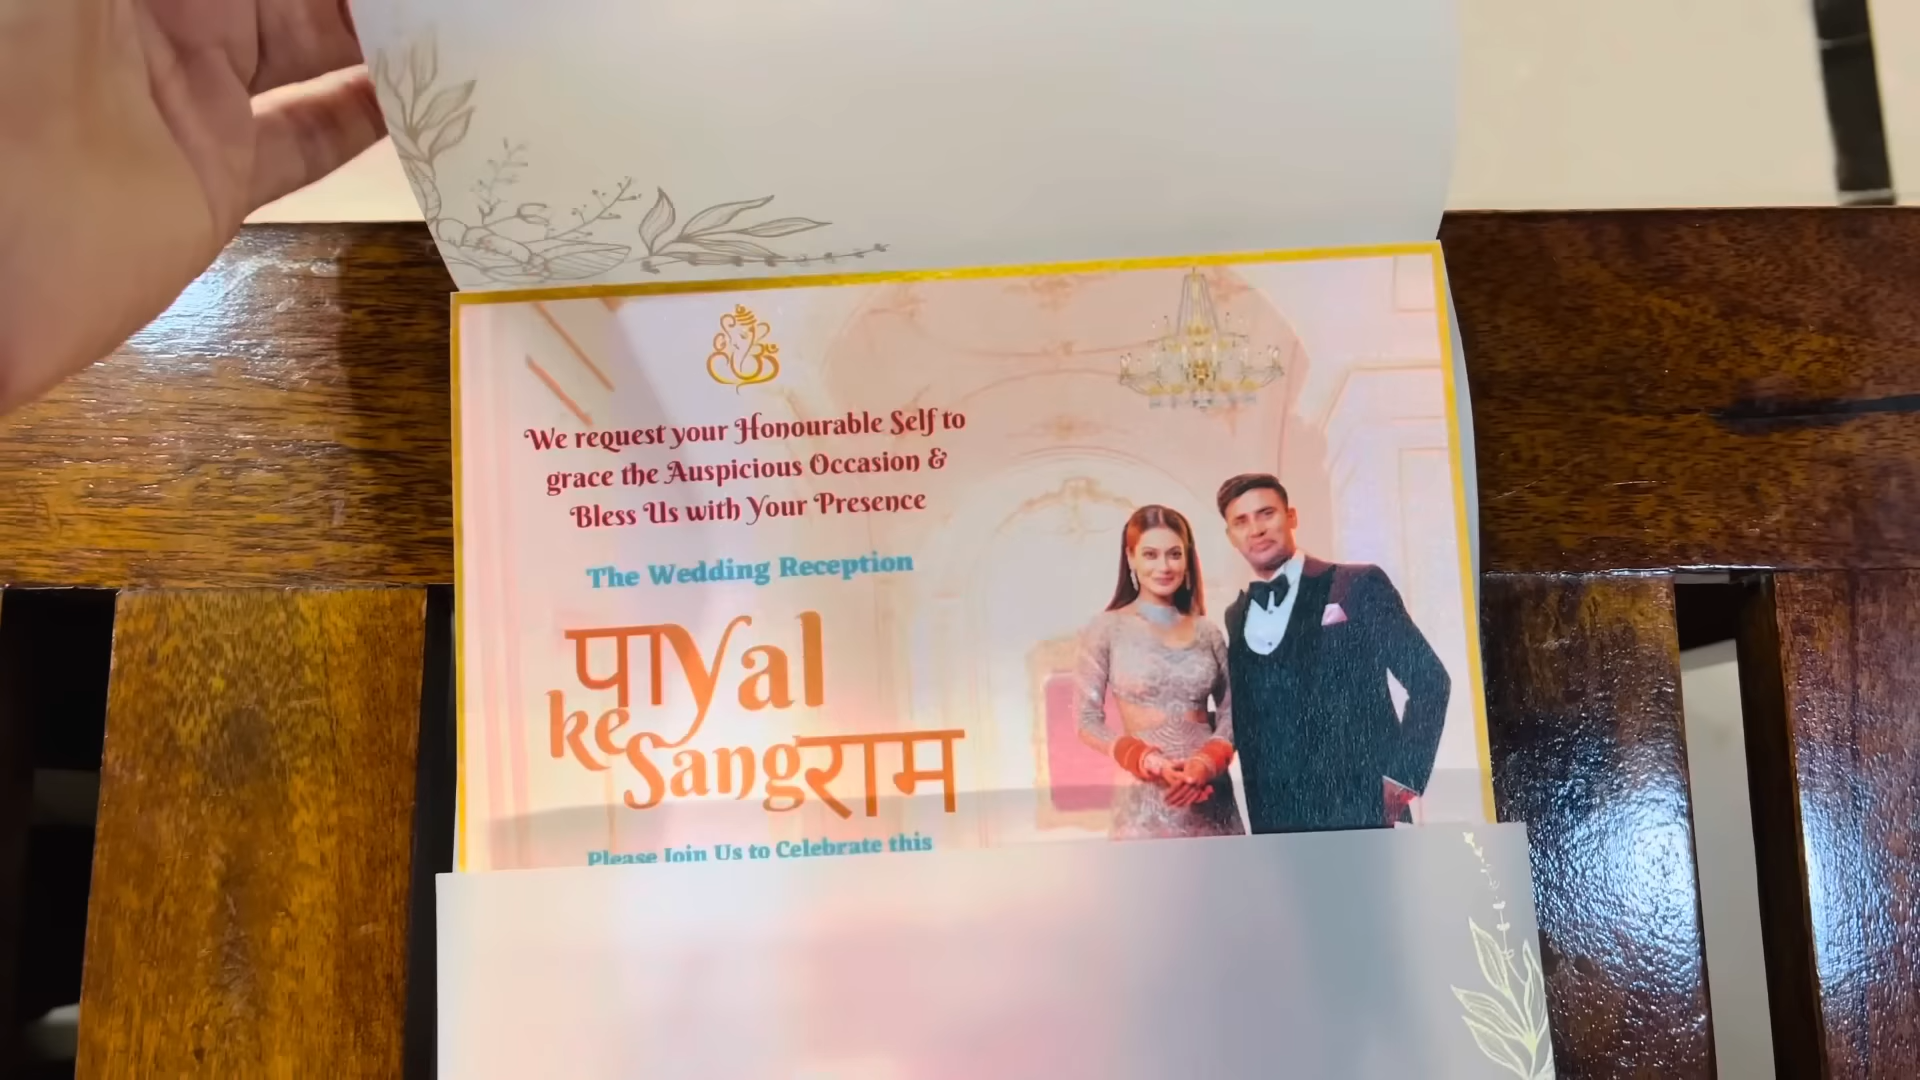 We request your Honourable Self to
grace the Auspicious Occasion &
Bless Us with Your Presence
The Wedding Reception
पाyal
ke
Sangराम
Please Join Us to Celebrate this